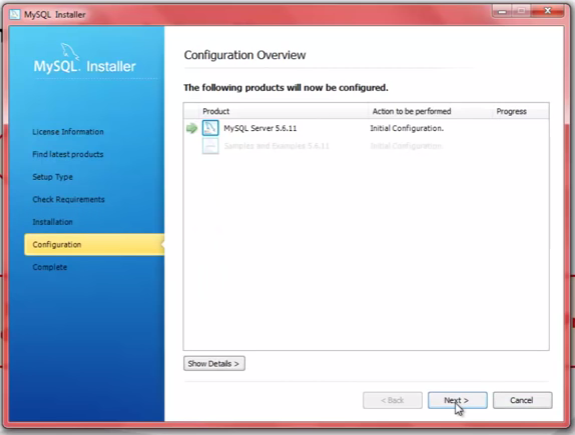 MySQL Installer
MySQL. Installer
License Information
Find latest products
Setup Type
Check Requirements
Installation
Configuration
Complete
Configuration Overview
The following products will now be configured.
Product Action to be performed Progress
MySQL Server 5.6.11 Initial Configuration.
Samples and Examples 5.6.11 Initial Configuration.
Show Details >
< Back Next > Cancel